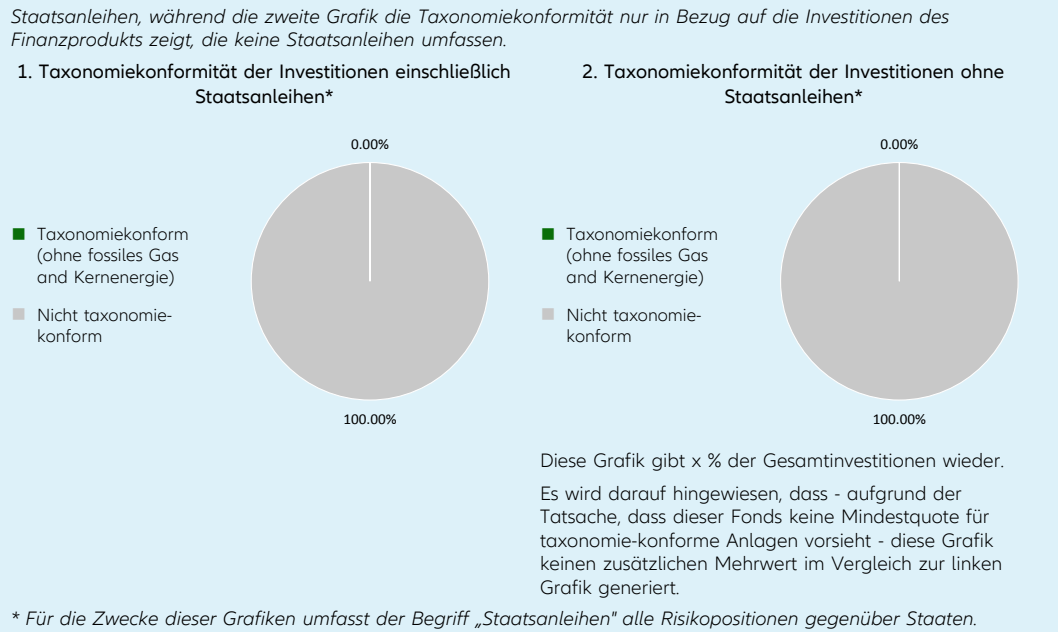 Staatsanleihen, während die zweite Grafik die Taxonomiekonformität nur in Bezug auf die Investitionen des
Finanzprodukts zeigt, die keine Staatsanleihen umfassen.
1. Taxonomiekonformität der Investitionen einschließlich
Staatsanleihen*
0.00%
Taxonomiekonform
(ohne fossiles Gas
and Kernenergie)
Nicht taxonomie-
konform
100.00%
2. Taxonomiekonformität der Investitionen ohne
Staatsanleihen*
0.00%
Taxonomiekonform
(ohne fossiles Gas
and Kernenergie)
Nicht taxonomie-
konform
100.00%
Diese Grafik gibt x % der Gesamtinvestitionen wieder.
Es wird darauf hingewiesen, dass - aufgrund der
Tatsache, dass dieser Fonds keine Mindestquote für
taxonomie-konforme Anlagen vorsieht - diese Grafik
keinen zusätzlichen Mehrwert im Vergleich zur linken
Grafik generiert.
* Für die Zwecke dieser Grafiken umfasst der Begriff „Staatsanleihen" alle Risikopositionen gegenüber Staaten.